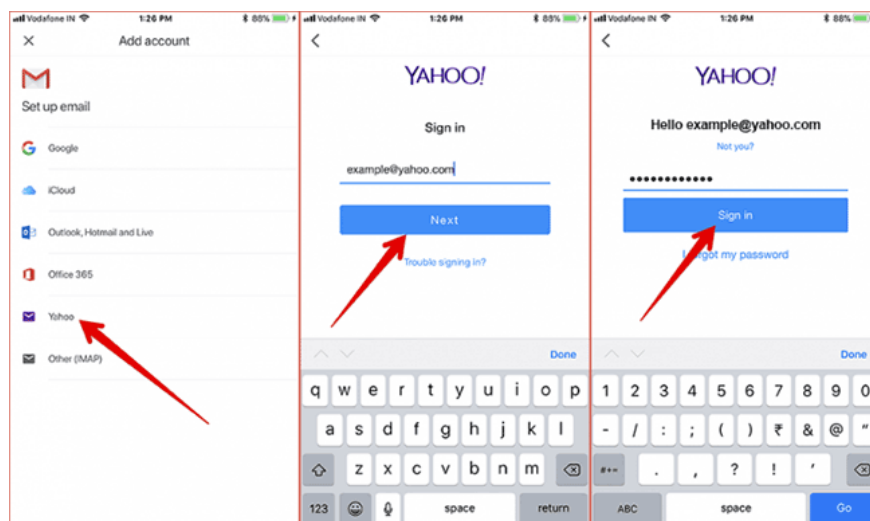 Vodafone IN 1:26 PM 88%
Add account
Set up email
Google
iCloud
Outlook, Hotmail and Live
Office 365
Yahoo
Other (IMAP)
Vodafone IN 1:26 PM 88%
YAHOO!
Sign in
example@yahoo.com
Next
Trouble signing in?
Done
q w e r t y u i o p
a s d f g h j k l
z x c v b n m
123 space return
Vodafone IN 1:26 PM 88%
YAHOO!
Hello example@yahoo.com
Not you?
••••••••••••
Sign in
I forgot my password
Done
1 2 3 4 5 6 7 8 9 0
- / : ; ( ) ₹ & @ "
#+= . , ? ! '
ABC space Go